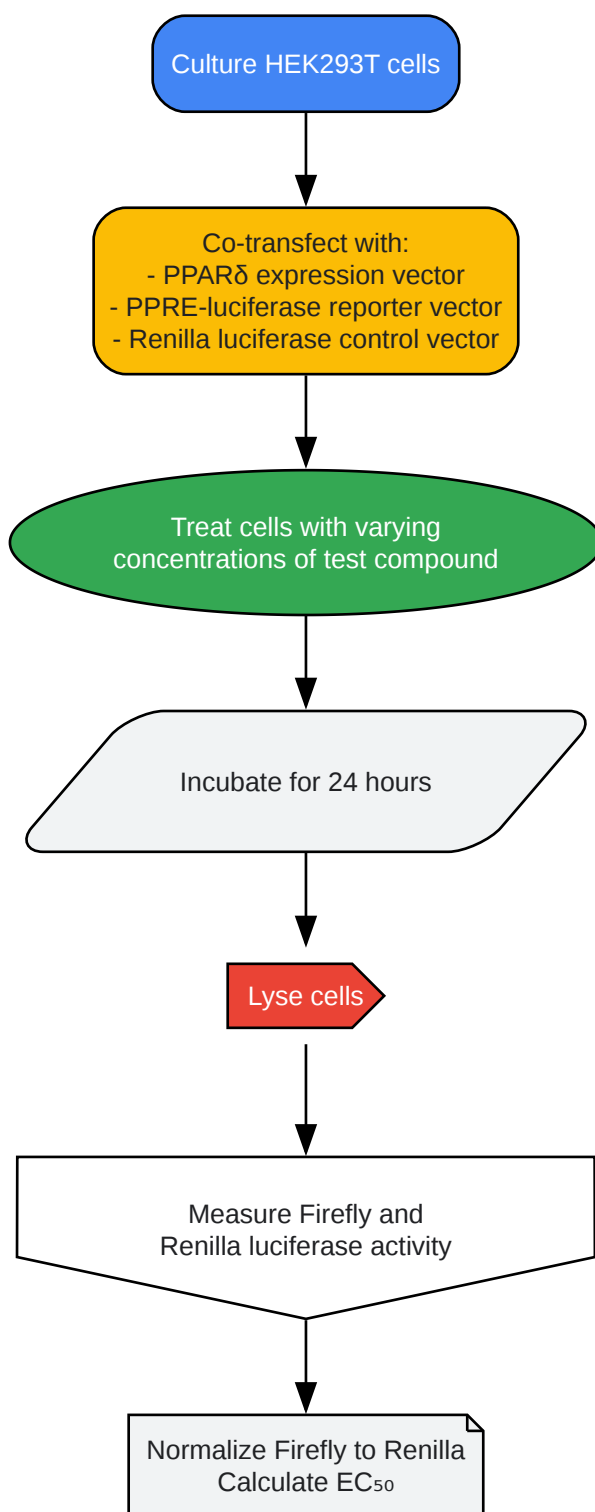 Culture HEK293T cells
Co-transfect with:
- PPARδ expression vector
- PPRE-luciferase reporter vector
- Renilla luciferase control vector
Treat cells with varying
concentrations of test compound
Incubate for 24 hours
Lyse cells
Measure Firefly and
Renilla luciferase activity
Normalize Firefly to Renilla
Calculate EC₅₀